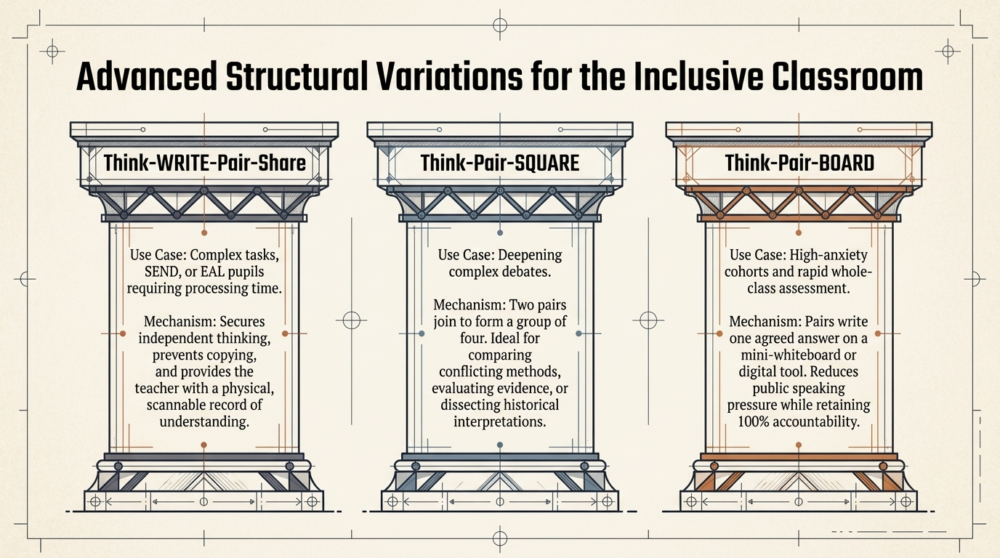 Advanced Structural Variations for the Inclusive Classroom
Think-WRITE-Pair-Share
Use Case: Complex tasks,
SEND, or EAL pupils
requiring processing time.
Mechanism: Secures
independent thinking,
prevents copying,
and provides the
teacher with a physical,
scannable record of
understanding.
Think-Pair-SQUARE
Use Case: Deepening
complex debates.
Mechanism: Two pairs
join to form a group of
four. Ideal for
comparing
conflicting methods,
evaluating evidence, or
dissecting historical
interpretations.
Think-Pair-BOARD
Use Case: High-anxiety
cohorts and rapid whole-
class assessment.
Mechanism: Pairs write
one agreed answer on a
mini-whiteboard or
digital tool. Reduces
public speaking
pressure while retaining
100% accountability.